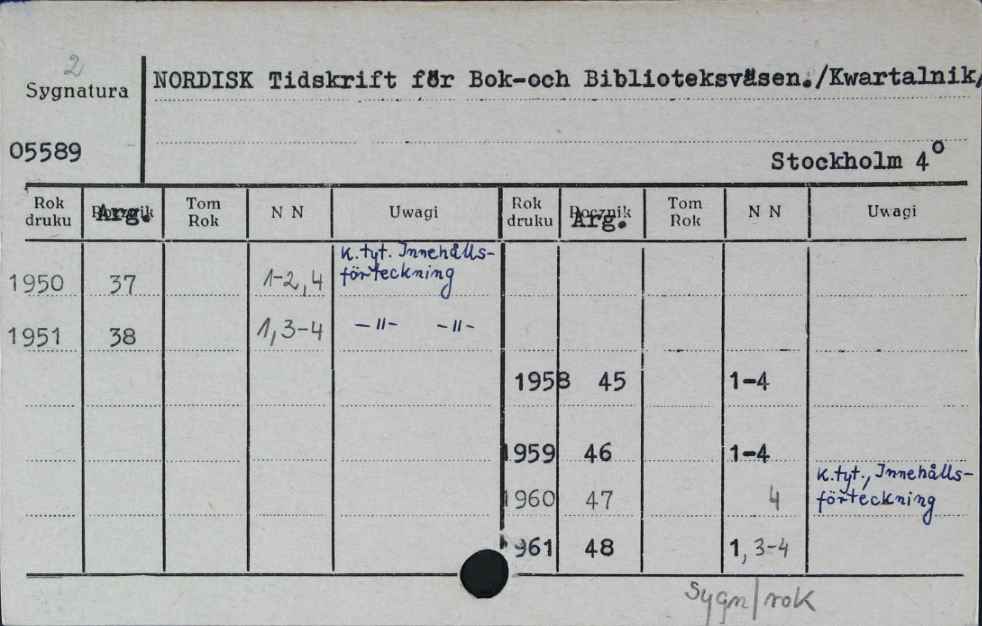 2
Sygnatura
NORDISK Tidskrift för Bok-och Biblioteksväsen./Kwartalnik/
05589
Stockholm 4°
Rok druku Rocznik Arg. Tom Rok N N Uwagi Rok druku Rocznik Arg. Tom Rok N N Uwagi
1950 37 1-2, 4 K. tyt. Innehålls-
förteckning
1951 38 1, 3-4 -"- -"-
1958 45 1-4
1959 46 1-4
1960 47 4 K. tyt., Innehålls-
förteckning
1961 48 1, 3-4
Sygn/rok